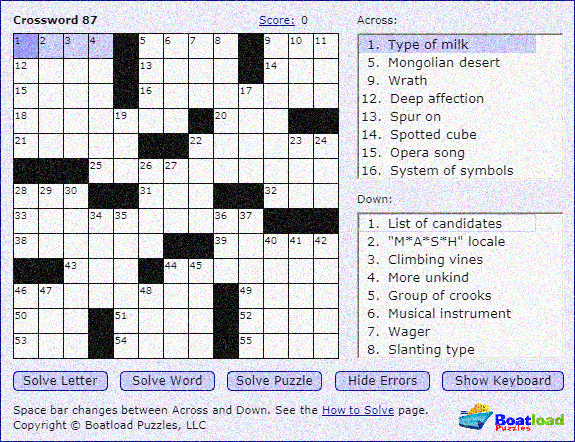 Crossword 87 Score: 0
1 2 3 4 5 6 7 8 9 10 11
12 13 14
15 16 17
18 19 20
21 22 23 24
25 26 27
28 29 30 31 32
33 34 35 36 37
38 39 40 41 42
43 44 45
46 47 48 49
50 51 52
53 54 55
Across:
1. Type of milk
5. Mongolian desert
9. Wrath
12. Deep affection
13. Spur on
14. Spotted cube
15. Opera song
16. System of symbols
Down:
1. List of candidates
2. "M*A*S*H" locale
3. Climbing vines
4. More unkind
5. Group of crooks
6. Musical instrument
7. Wager
8. Slanting type
Solve Letter Solve Word Solve Puzzle Hide Errors Show Keyboard
Space bar changes between Across and Down. See the How to Solve page.
Copyright © Boatload Puzzles, LLC
Boatload
Puzzles